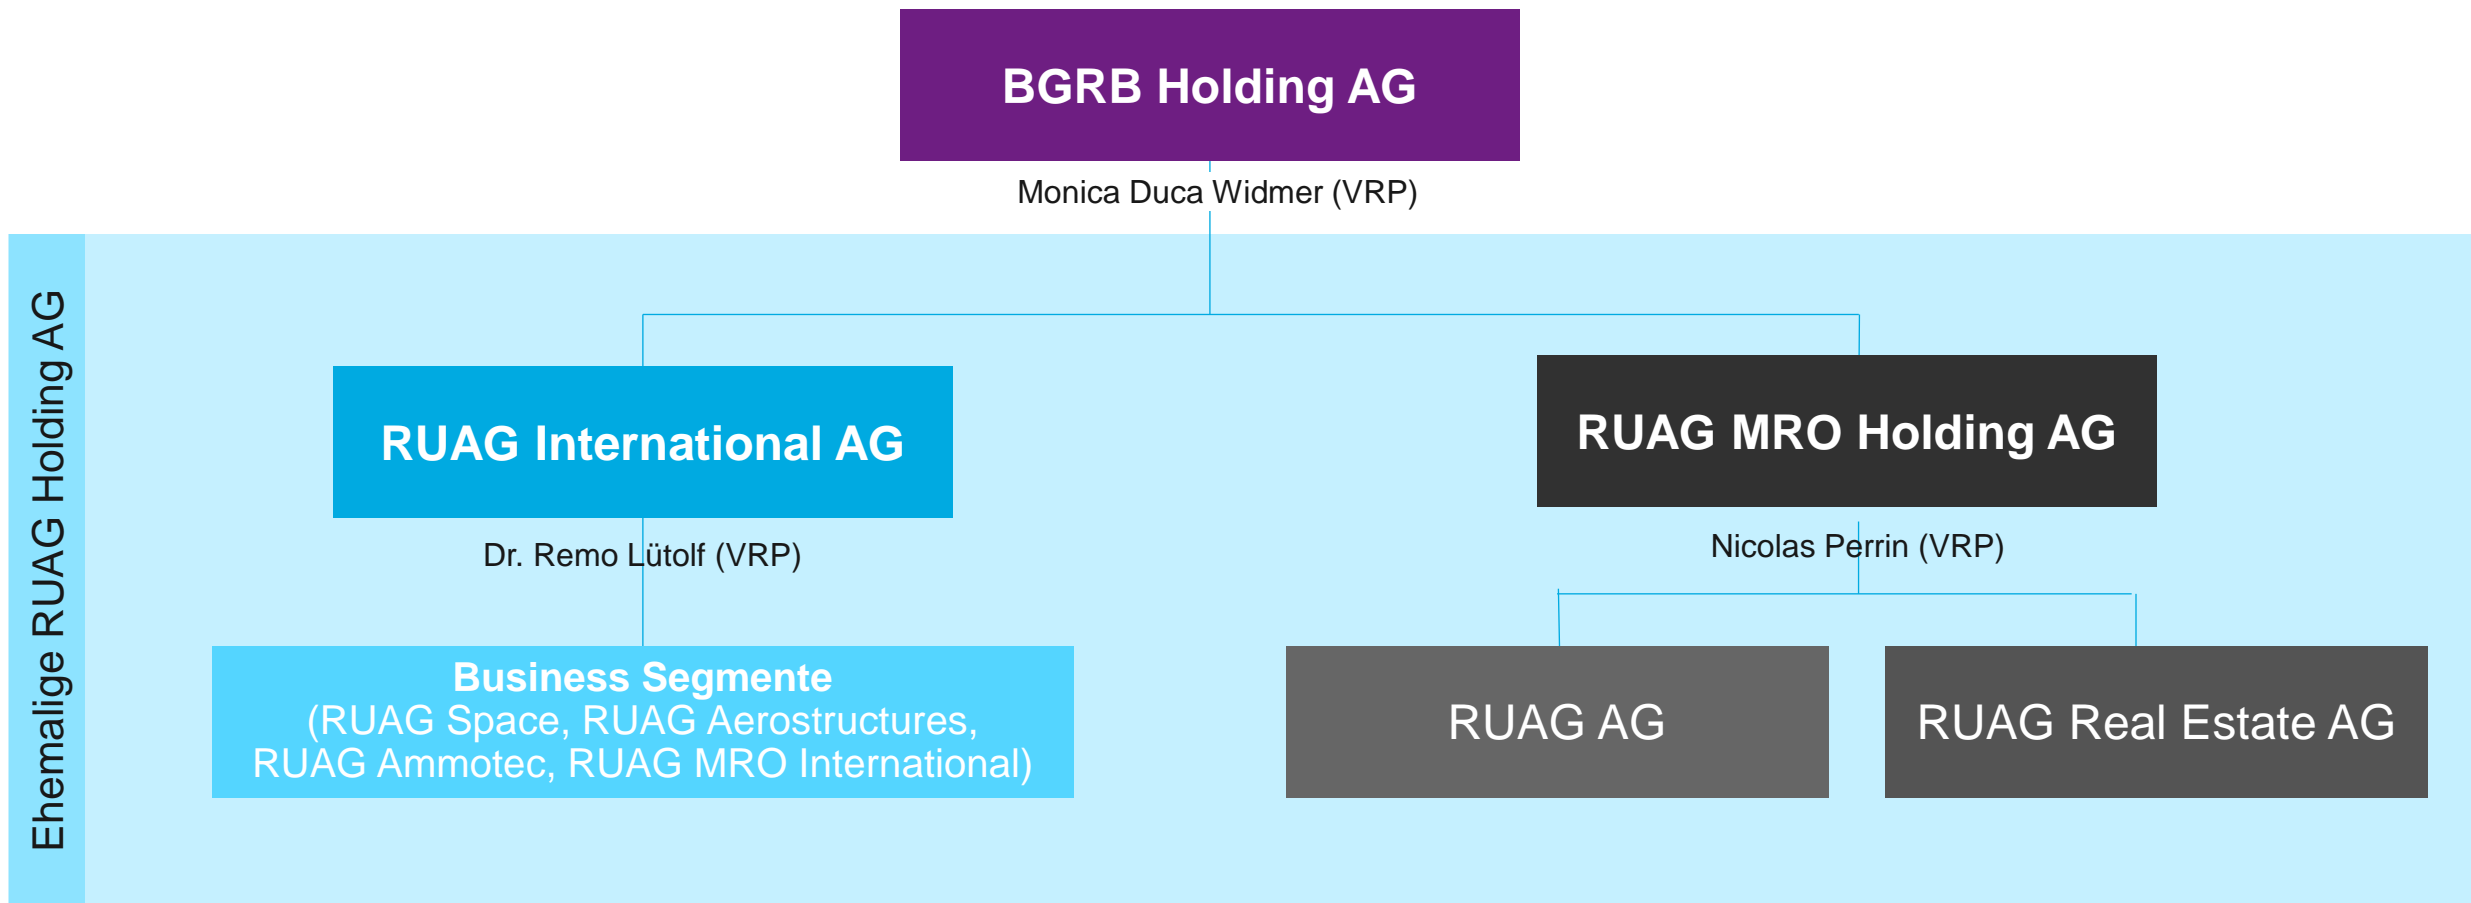 BGRB Holding AG
Monica Duca Widmer (VRP)
Ehemalige RUAG Holding AG
RUAG International AG
Dr. Remo Lütolf (VRP)
Business Segmente
(RUAG Space, RUAG Aerostructures,
RUAG Ammotec, RUAG MRO International)
RUAG MRO Holding AG
Nicolas Perrin (VRP)
RUAG AG
RUAG Real Estate AG